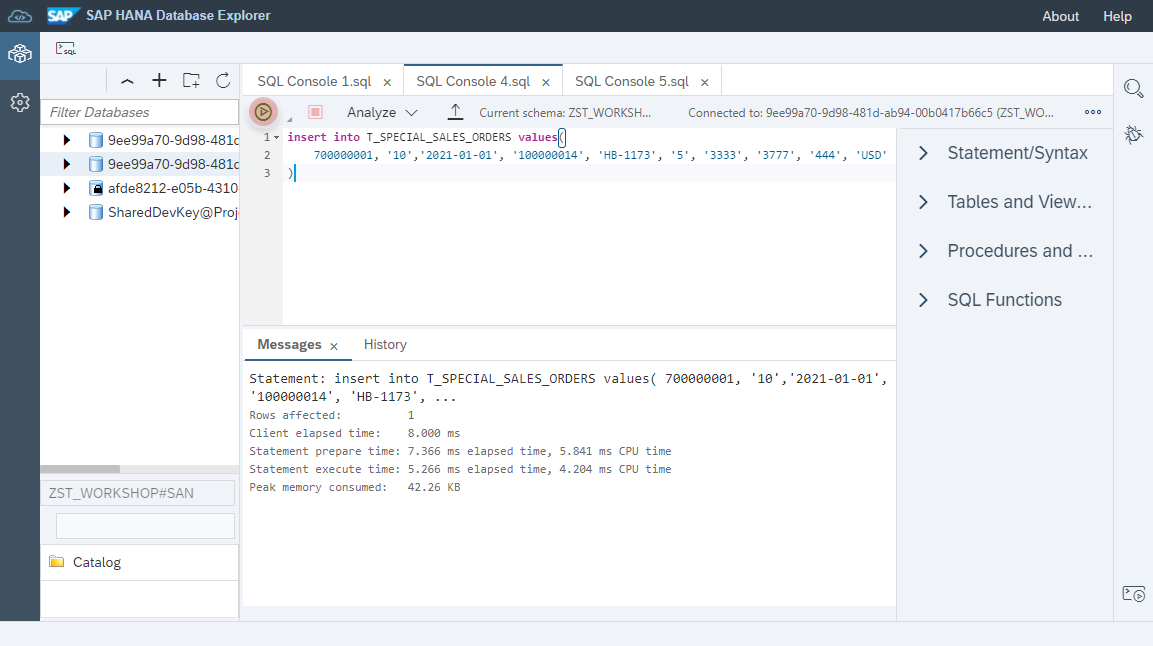 SAP SAP HANA Database Explorer About Help
SQL
Filter Databases
9ee99a70-9d98-481d
9ee99a70-9d98-481d
afde8212-e05b-4310
SharedDevKey@Proj
ZST_WORKSHOP#SAN
Catalog
SQL Console 1.sql × SQL Console 4.sql × SQL Console 5.sql ×
Analyze Current schema: ZST_WORKSH... Connected to: 9ee99a70-9d98-481d-ab94-00b0417b66c5 (ZST_WO...
1 insert into T_SPECIAL_SALES_ORDERS values(
2 700000001, '10','2021-01-01', '100000014', 'HB-1173', '5', '3333', '3777', '444', 'USD'
3 )
Messages × History
Statement: insert into T_SPECIAL_SALES_ORDERS values( 700000001, '10','2021-01-01',
'100000014', 'HB-1173', ...
Rows affected: 1
Client elapsed time: 8.000 ms
Statement prepare time: 7.366 ms elapsed time, 5.841 ms CPU time
Statement execute time: 5.266 ms elapsed time, 4.204 ms CPU time
Peak memory consumed: 42.26 KB
Statement/Syntax
Tables and View...
Procedures and ...
SQL Functions